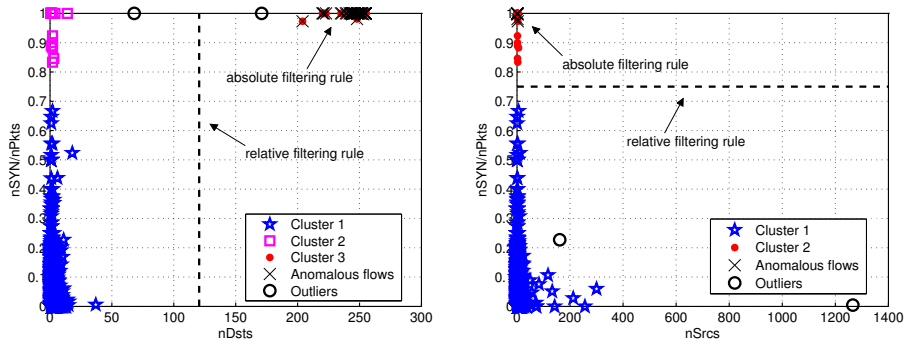 1
0.9
0.8
0.7
0.6
0.5
0.4
0.3
0.2
0.1
0
nSYN/nPkts
absolute filtering rule
relative filtering rule
Cluster 1
Cluster 2
Cluster 3
Anomalous flows
Outliers
0 50 100 150 200 250 300
nDsts
1
0.9
0.8
0.7
0.6
0.5
0.4
0.3
0.2
0.1
0
nSYN/nPkts
absolute filtering rule
relative filtering rule
Cluster 1
Cluster 2
Anomalous flows
Outliers
0 200 400 600 800 1000 1200 1400
nSrcs